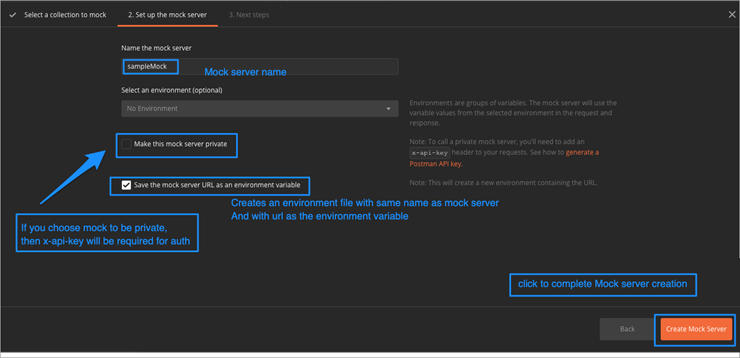 Select a collection to mock
2. Set up the mock server
3. Next steps
Name the mock server
sampleMock
Mock server name
Select an environment (optional)
No Environment
Environments are groups of variables. The mock server will use the
variable values from the selected environment in the request and
response.
Make this mock server private
Note: To call a private mock server, you'll need to add an
x-api-key header to your requests. See how to generate a
Postman API key.
Save the mock server URL as an environment variable
Note: This will create a new environment containing the URL.
Creates an environment file with same name as mock server
And with url as the environment variable
If you choose mock to be private,
then x-api-key will be required for auth
click to complete Mock server creation
Back
Create Mock Server